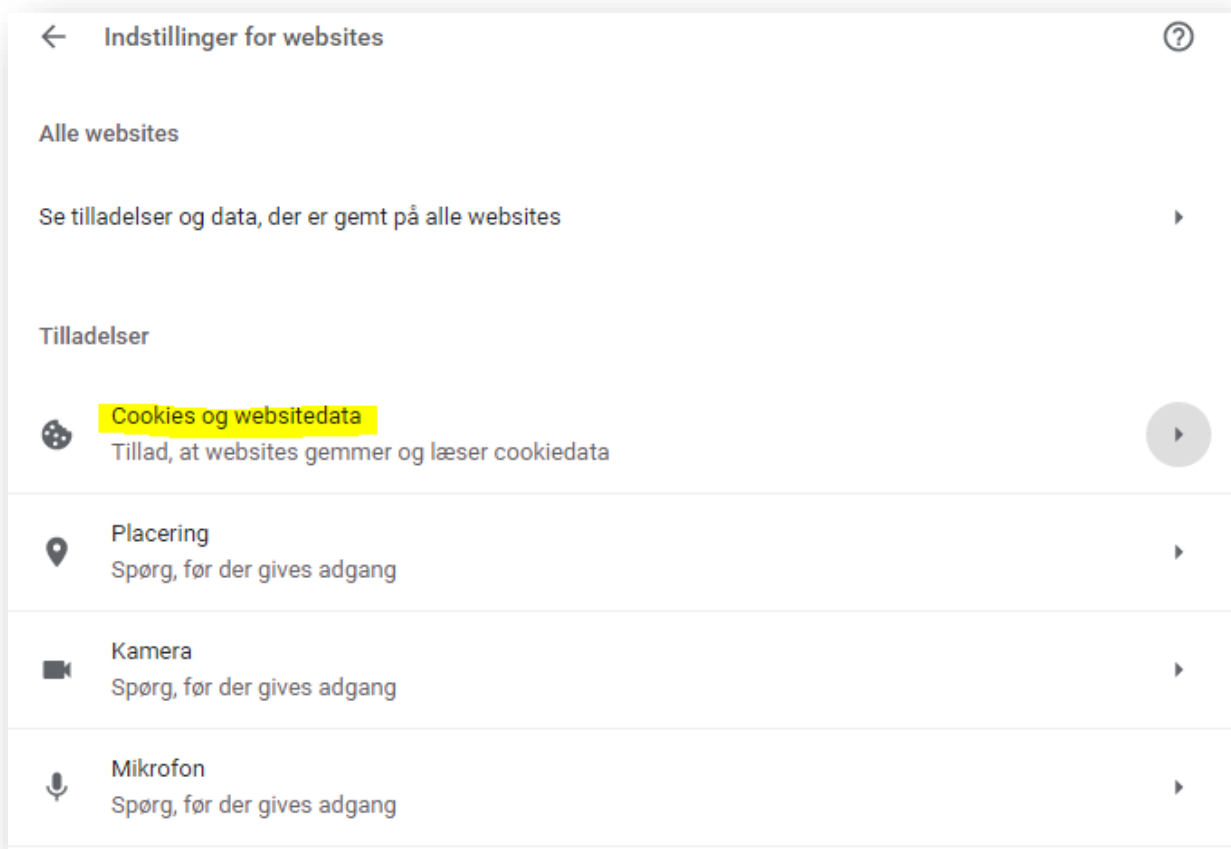 Indstillinger for websites
Alle websites
Se tilladelser og data, der er gemt på alle websites
Tilladelser
Cookies og websitedata
Tillad, at websites gemmer og læser cookiedata
Placering
Spørg, før der gives adgang
Kamera
Spørg, før der gives adgang
Mikrofon
Spørg, før der gives adgang